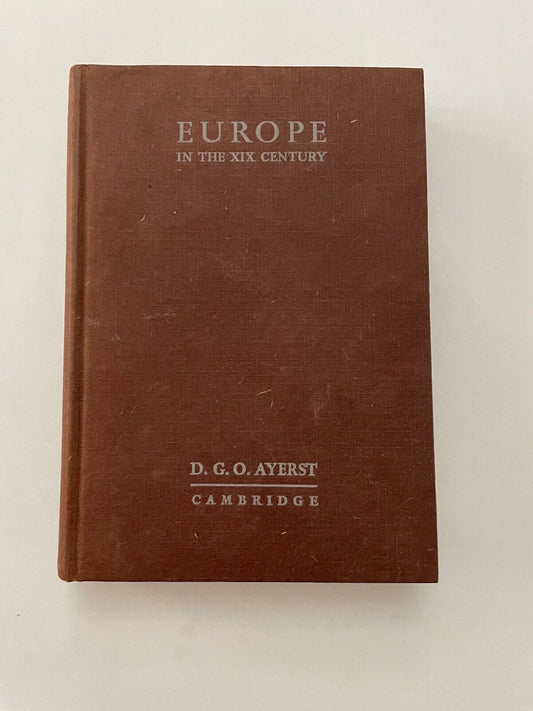 EUROPE
IN THE XIX CENTURY
D. G. O. AYERST
CAMBRIDGE